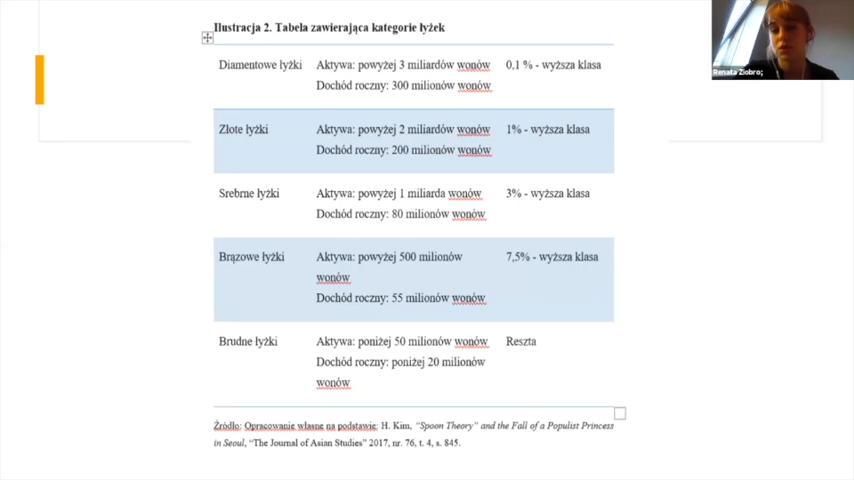 Ilustracja 2. Tabela zawierająca kategorie łyżek
Renata Ziobro;
Diamentowe łyżki Aktywa: powyżej 3 miliardów wonów 0,1 % - wyższa klasa
Dochód roczny: 300 milionów wonów
Złote łyżki Aktywa: powyżej 2 miliardów wonów 1% - wyższa klasa
Dochód roczny: 200 milionów wonów
Srebrne łyżki Aktywa: powyżej 1 miliarda wonów 3% - wyższa klasa
Dochód roczny: 80 milionów wonów
Brązowe łyżki Aktywa: powyżej 500 milionów 7,5% - wyższa klasa
wonów
Dochód roczny: 55 milionów wonów
Brudne łyżki Aktywa: poniżej 50 milionów wonów Reszta
Dochód roczny: poniżej 20 milionów
wonów
Źródło: Opracowanie własne na podstawie: H. Kim, “Spoon Theory” and the Fall of a Populist Princess
in Seoul, “The Journal of Asian Studies” 2017, nr. 76, t. 4, s. 845.